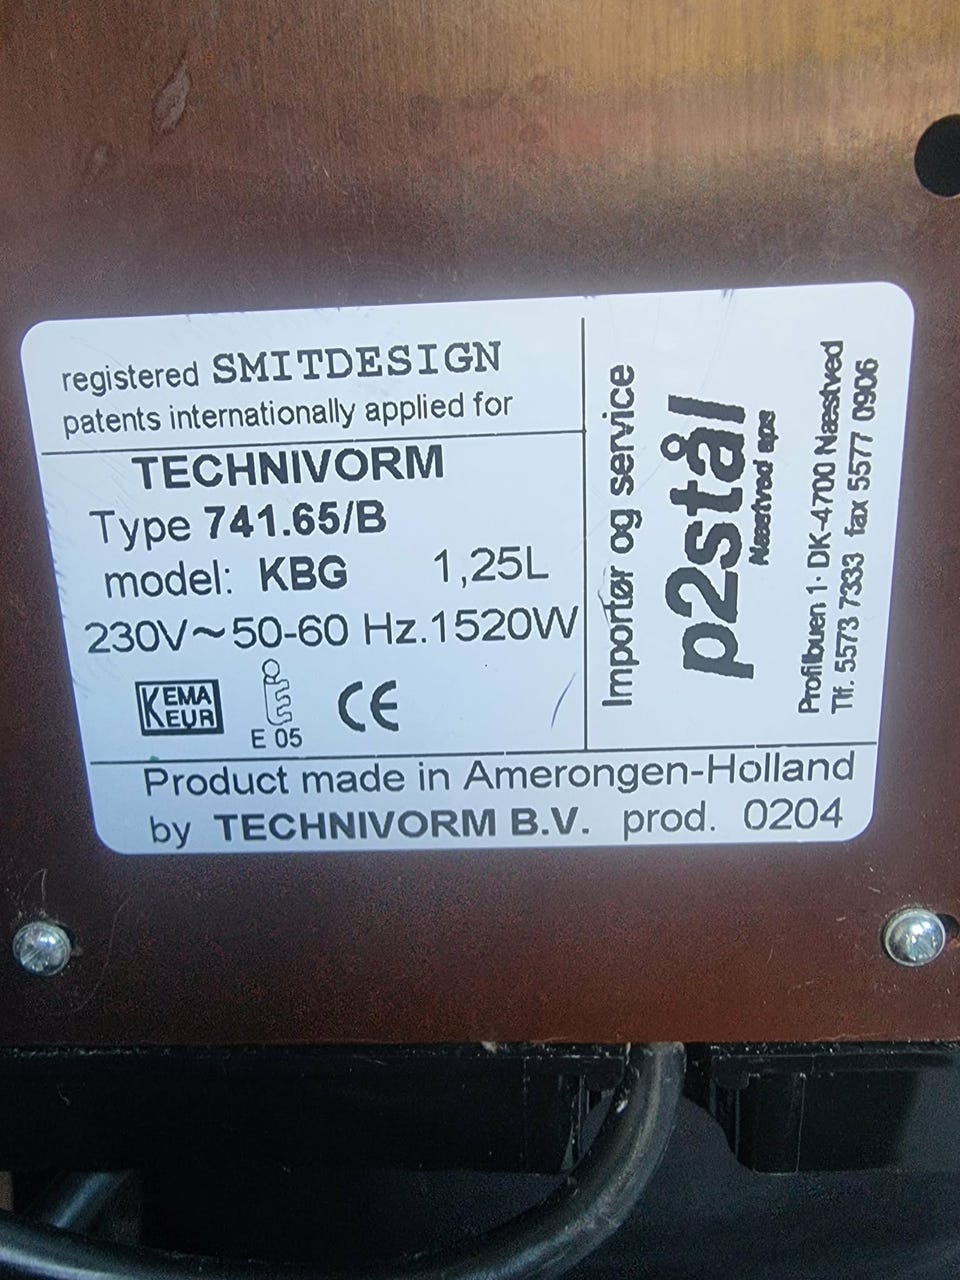 registered SMITDESIGN
patents internationally applied for
TECHNIVORM
Type 741.65/B
model: KBG 1,25L
230V~50-60 Hz.1520W
KEMA
KEUR
E 05
CE
Importør og service
p2stål
Næstved aps
Profilbuen 1 · DK-4700 Næstved
Tlf. 5573 7333 fax 5577 0906
Product made in Amerongen-Holland
by TECHNIVORM B.V. prod. 0204